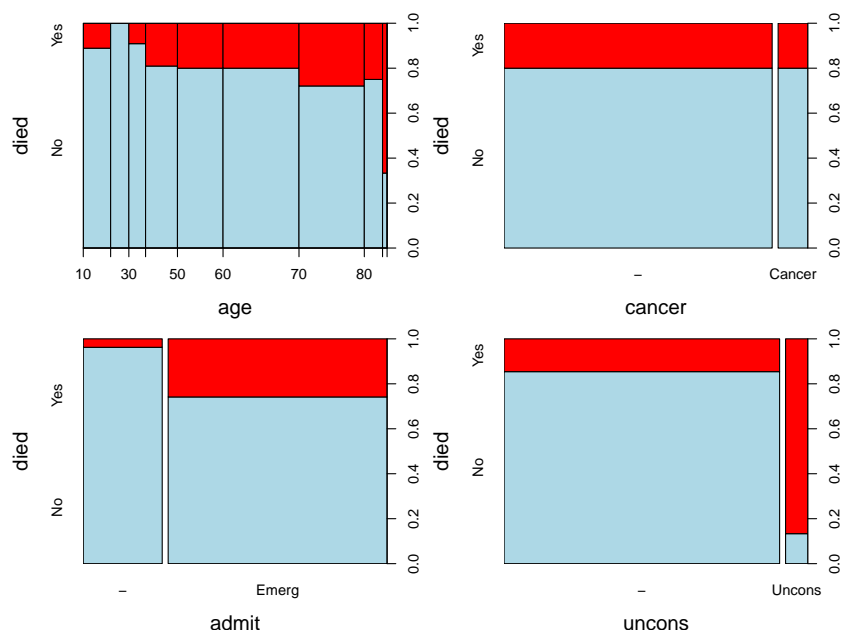 died
Yes
No
0.0 0.2 0.4 0.6 0.8 1.0
10 30 50 60 70 80
age
died
Yes
No
0.0 0.2 0.4 0.6 0.8 1.0
– Cancer
cancer
died
Yes
No
0.0 0.2 0.4 0.6 0.8 1.0
– Emerg
admit
died
Yes
No
0.0 0.2 0.4 0.6 0.8 1.0
– Uncons
uncons